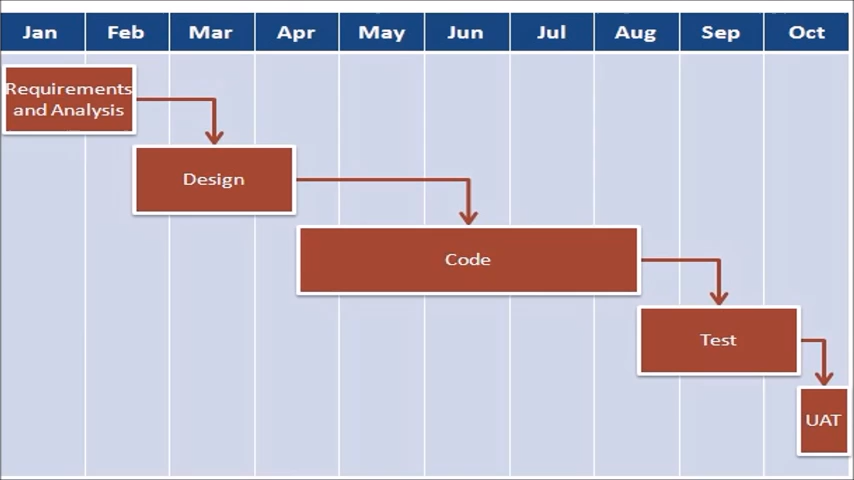 Jan Feb Mar Apr May Jun Jul Aug Sep Oct
Requirements
and Analysis
Design
Code
Test
UAT